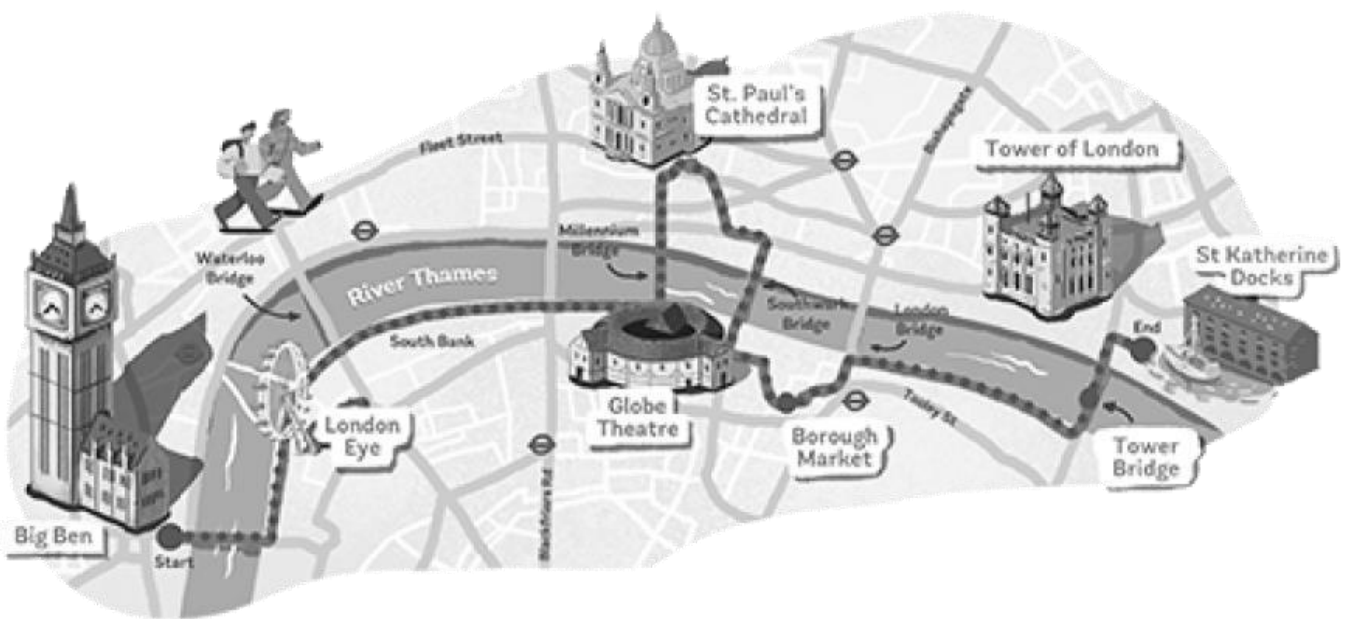 St. Paul's
Cathedral
Fleet Street
Bishopsgate
Tower of London
Millennium
Bridge
Waterloo
Bridge
River Thames
St Katherine
Docks
Southwark
Bridge
London
Bridge
End
South Bank
Globe
Theatre
London
Eye
Borough
Market
Tooley St
Tower
Bridge
Blackfriars Rd
Big Ben
Start